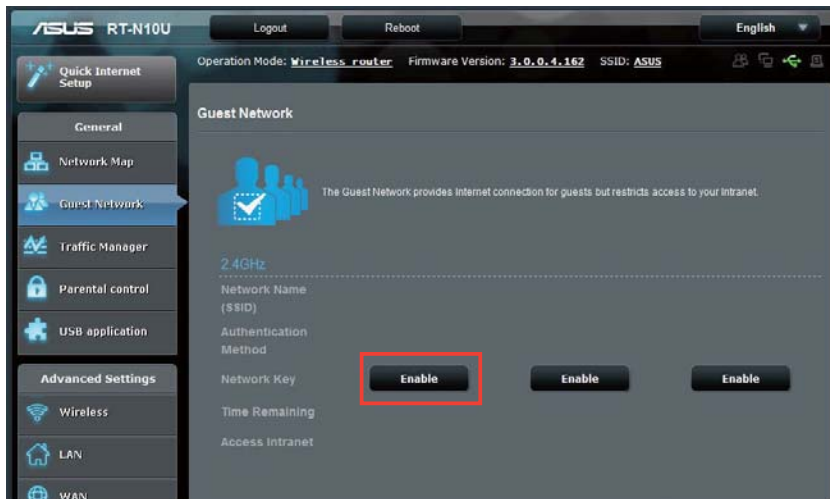 ASUS RT-N10U Logout Reboot English
Operation Mode: Wireless router Firmware Version: 3.0.0.4.162 SSID: ASUS
Quick Internet
Setup
General
Network Map
Guest Network
Traffic Manager
Parental control
USB application
Advanced Settings
Wireless
LAN
WAN
Guest Network
The Guest Network provides Internet connection for guests but restricts access to your Intranet.
2.4GHz
Network Name
(SSID)
Authentication
Method
Network Key Enable Enable Enable
Time Remaining
Access Intranet